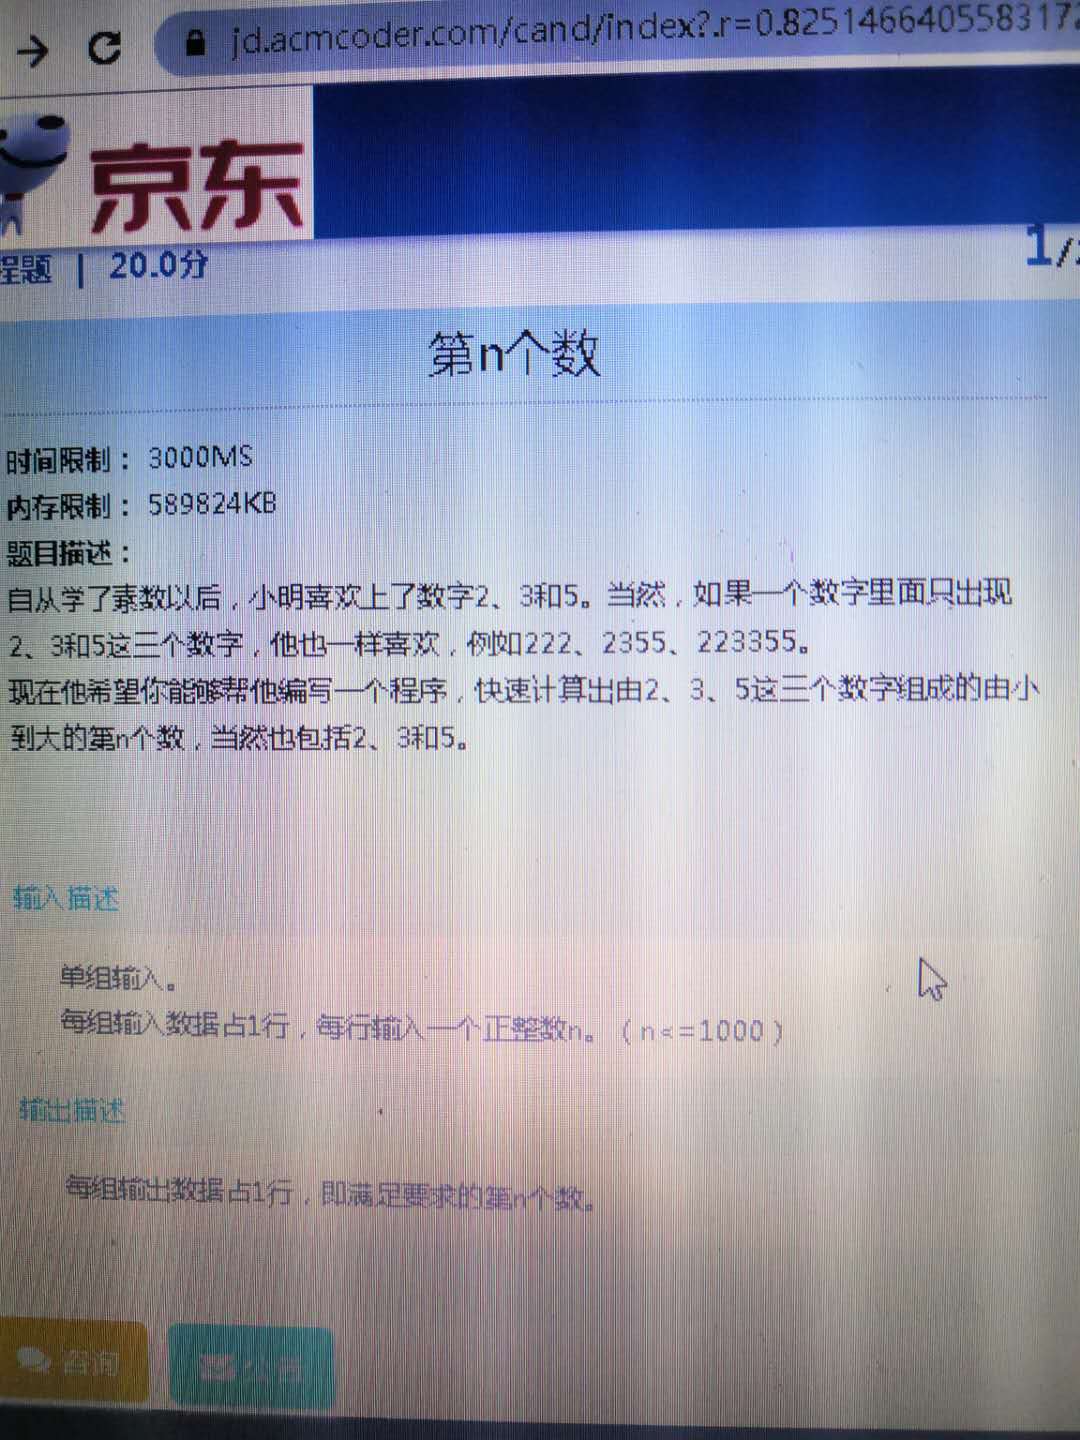 jd.acmcoder.com/cand/index?.r=0.8251466405583172
京东
程题 | 20.0分
1/2
第n个数
时间限制： 3000MS
内存限制： 589824KB
题目描述：
自从学了素数以后，小明喜欢上了数字2、3和5。当然，如果一个数字里面只出现
2、3和5这三个数字，他也一样喜欢，例如222、2355、223355。
现在他希望你能够帮他编写一个程序，快速计算出由2、3、5这三个数字组成的由小
到大的第n个数，当然也包括2、3和5。
输入描述
单组输入。
每组输入数据占1行，每行输入一个正整数n。（n<=1000）
输出描述
每组输出数据占1行，即满足要求的第n个数。
咨询